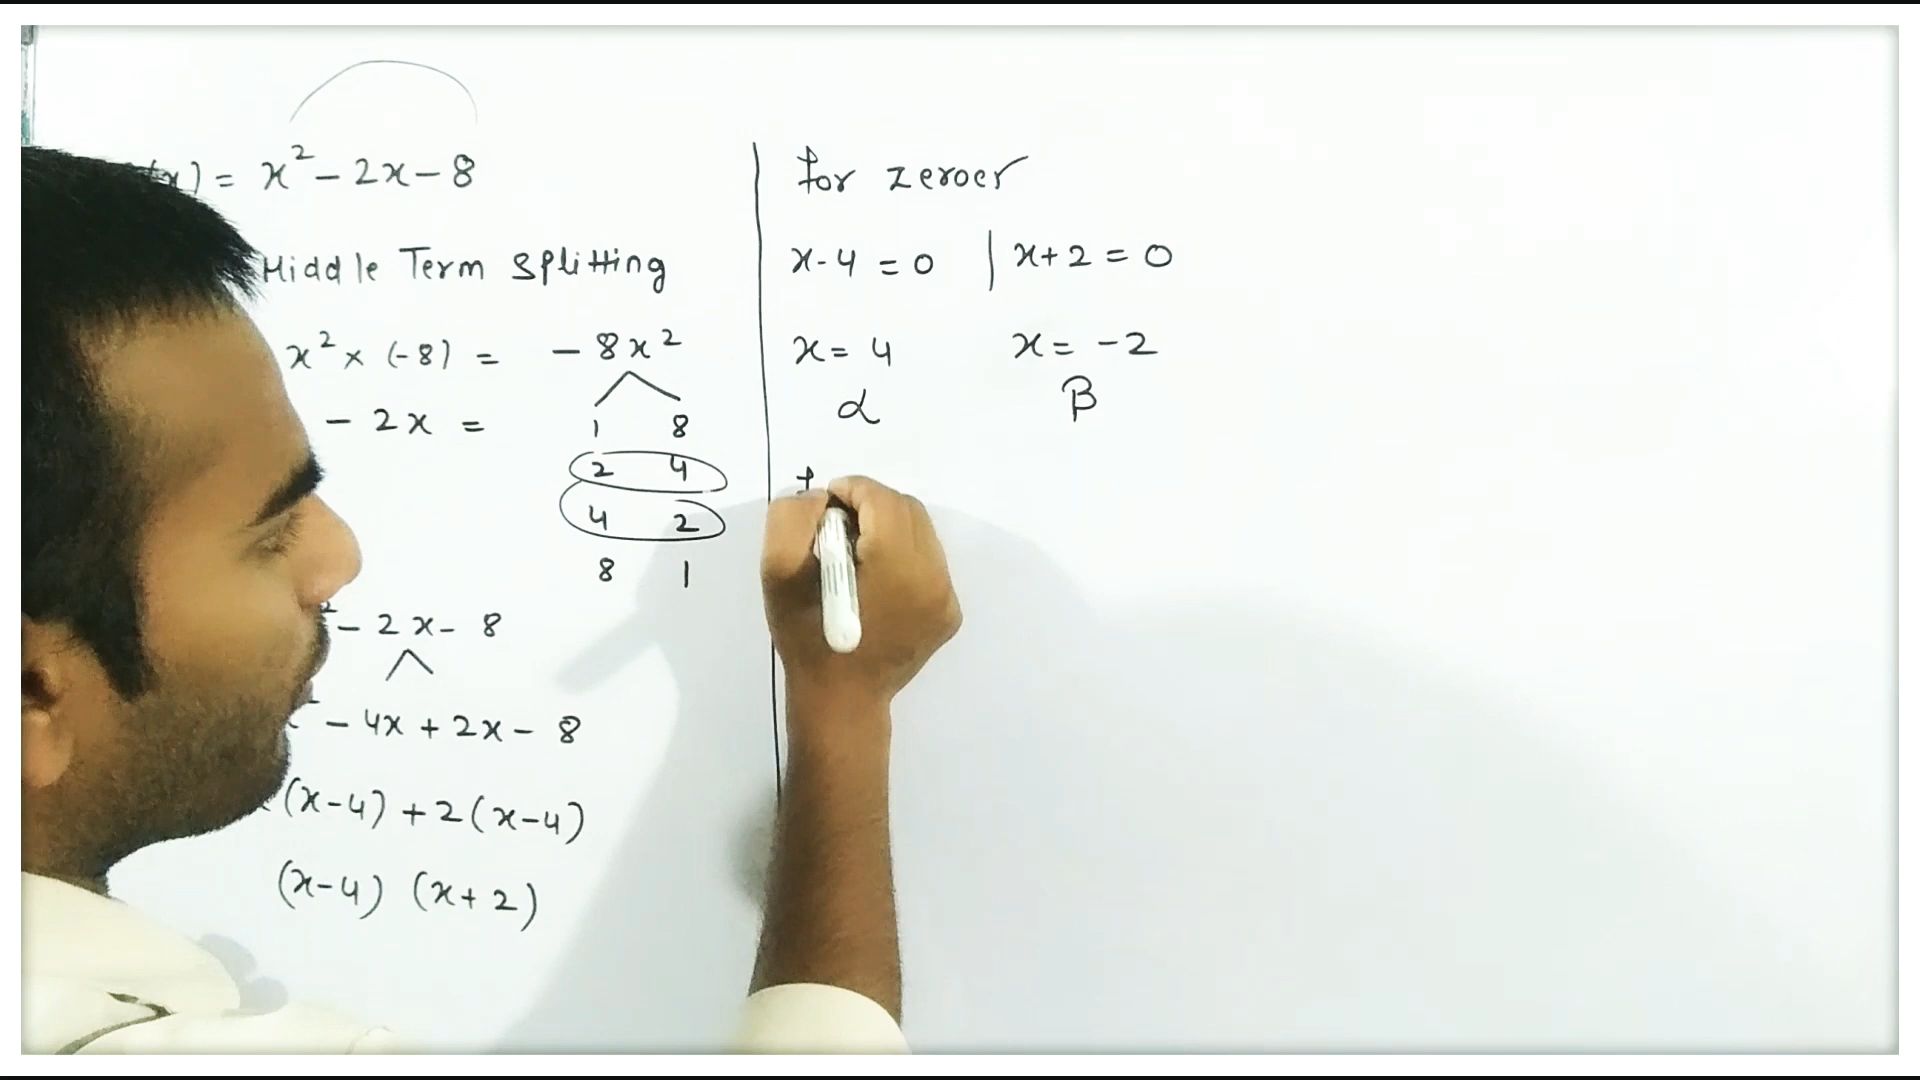 (x) = x² - 2x - 8
Middle Term Splitting
x² × (-8) = - 8x²
- 2x =
1 8
2 4
4 2
8 1
² - 2x - 8
- 4x + 2x - 8
(x-4) + 2(x-4)
(x-4) (x+2)
for zeroes
x-4 = 0 | x+2 = 0
x = 4 x = -2
α β